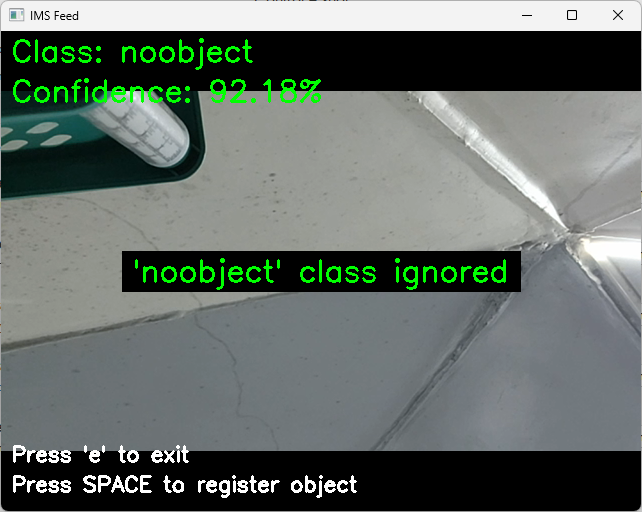 IMS Feed
Class: noobject
Confidence: 92.18%
'noobject' class ignored
Press 'e' to exit
Press SPACE to register object